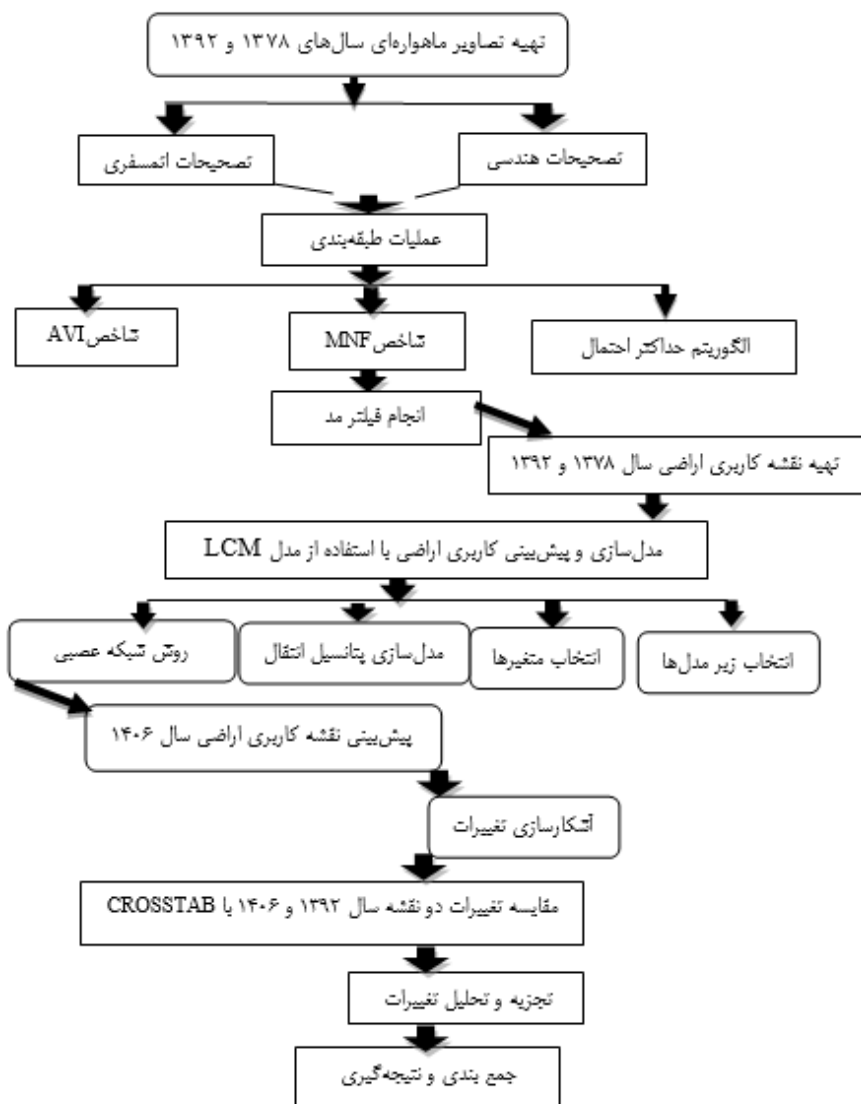 تهیه تصاویر ماهواره‌ای سال‌های ۱۳۷۸ و ۱۳۹۲
تصحیحات هندسی
تصحیحات اتمسفری
عملیات طبقه‌بندی
الگوریتم حداکثر احتمال
شاخص MNF
شاخص AVI
انجام فیلتر مد
تهیه نقشه کاربری اراضی سال ۱۳۷۸ و ۱۳۹۲
مدل‌سازی و پیش‌بینی کاربری اراضی با استفاده از مدل LCM
انتخاب زیر مدل‌ها
انتخاب متغیرها
مدل‌سازی پتانسیل انتقال
روش شبکه عصبی
پیش‌بینی نقشه کاربری اراضی سال ۱۴۰۶
آشکارسازی تغییرات
مقایسه تغییرات دو نقشه سال ۱۳۹۲ و ۱۴۰۶ با CROSSTAB
تجزیه و تحلیل تغییرات
جمع بندی و نتیجه‌گیری